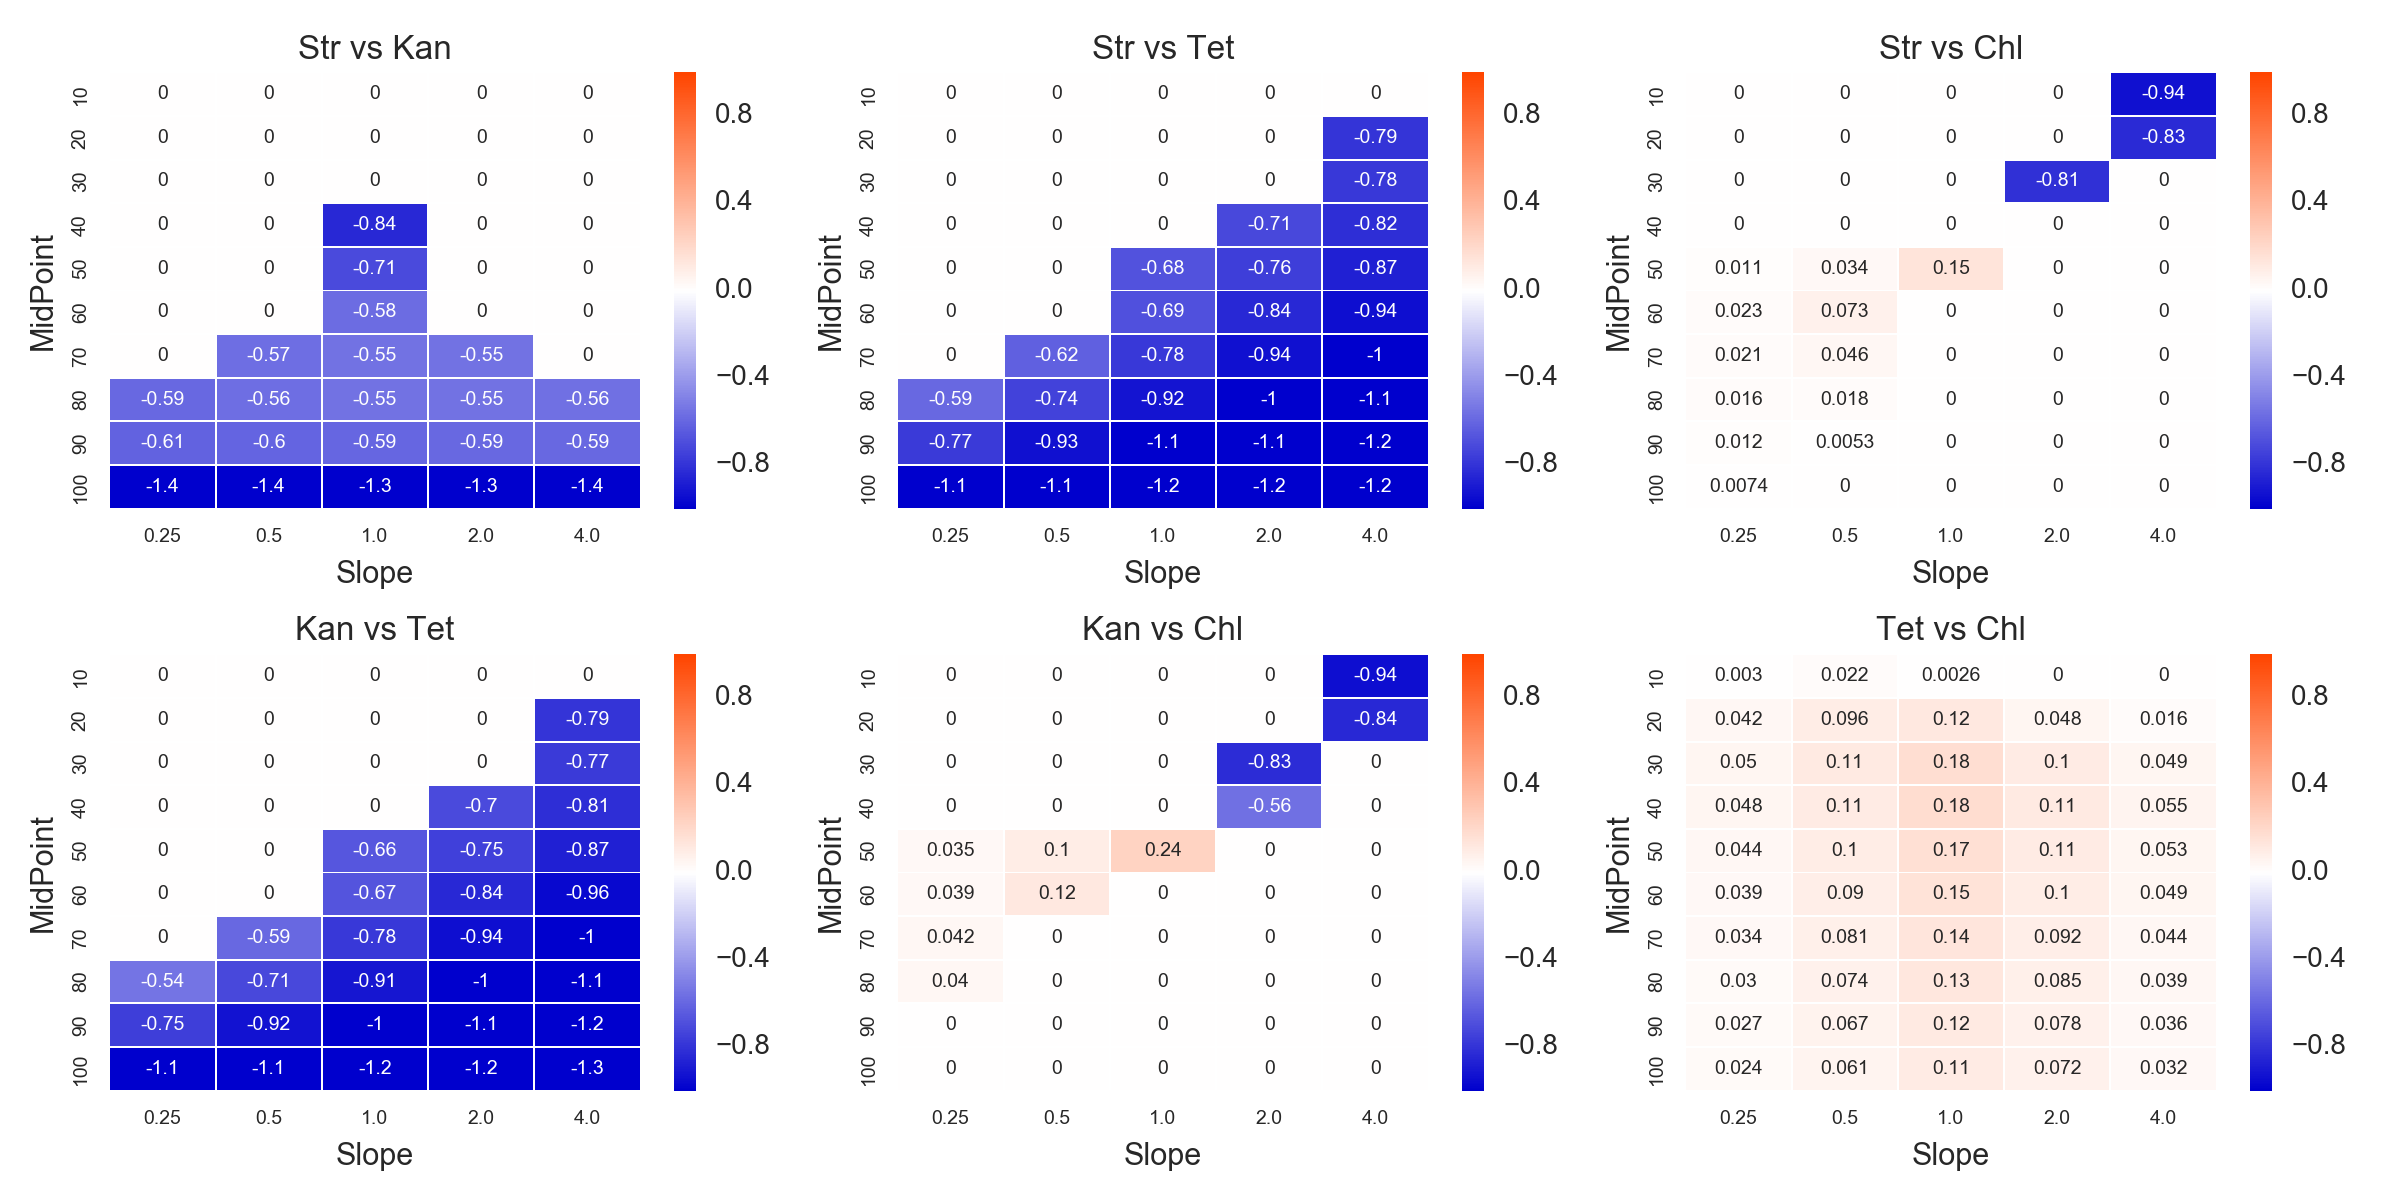 Str vs Kan
MidPoint
10 0 0 0 0 0
20 0 0 0 0 0
30 0 0 0 0 0
40 0 0 -0.84 0 0
50 0 0 -0.71 0 0
60 0 0 -0.58 0 0
70 0 -0.57 -0.55 -0.55 0
80 -0.59 -0.56 -0.55 -0.55 -0.56
90 -0.61 -0.6 -0.59 -0.59 -0.59
100 -1.4 -1.4 -1.3 -1.3 -1.4
0.25 0.5 1.0 2.0 4.0
Slope
0.8
0.4
0.0
−0.4
−0.8
Str vs Tet
MidPoint
10 0 0 0 0 0
20 0 0 0 0 -0.79
30 0 0 0 0 -0.78
40 0 0 0 -0.71 -0.82
50 0 0 -0.68 -0.76 -0.87
60 0 0 -0.69 -0.84 -0.94
70 0 -0.62 -0.78 -0.94 -1
80 -0.59 -0.74 -0.92 -1 -1.1
90 -0.77 -0.93 -1.1 -1.1 -1.2
100 -1.1 -1.1 -1.2 -1.2 -1.2
0.25 0.5 1.0 2.0 4.0
Slope
0.8
0.4
0.0
−0.4
−0.8
Str vs Chl
MidPoint
10 0 0 0 0 -0.94
20 0 0 0 0 -0.83
30 0 0 0 -0.81 0
40 0 0 0 0 0
50 0.011 0.034 0.15 0 0
60 0.023 0.073 0 0 0
70 0.021 0.046 0 0 0
80 0.016 0.018 0 0 0
90 0.012 0.0053 0 0 0
100 0.0074 0 0 0 0
0.25 0.5 1.0 2.0 4.0
Slope
0.8
0.4
0.0
−0.4
−0.8
Kan vs Tet
MidPoint
10 0 0 0 0 0
20 0 0 0 0 -0.79
30 0 0 0 0 -0.77
40 0 0 0 -0.7 -0.81
50 0 0 -0.66 -0.75 -0.87
60 0 0 -0.67 -0.84 -0.96
70 0 -0.59 -0.78 -0.94 -1
80 -0.54 -0.71 -0.91 -1 -1.1
90 -0.75 -0.92 -1 -1.1 -1.2
100 -1.1 -1.1 -1.2 -1.2 -1.3
0.25 0.5 1.0 2.0 4.0
Slope
0.8
0.4
0.0
−0.4
−0.8
Kan vs Chl
MidPoint
10 0 0 0 0 -0.94
20 0 0 0 0 -0.84
30 0 0 0 -0.83 0
40 0 0 0 -0.56 0
50 0.035 0.1 0.24 0 0
60 0.039 0.12 0 0 0
70 0.042 0 0 0 0
80 0.04 0 0 0 0
90 0 0 0 0 0
100 0 0 0 0 0
0.25 0.5 1.0 2.0 4.0
Slope
0.8
0.4
0.0
−0.4
−0.8
Tet vs Chl
MidPoint
10 0.003 0.022 0.0026 0 0
20 0.042 0.096 0.12 0.048 0.016
30 0.05 0.11 0.18 0.1 0.049
40 0.048 0.11 0.18 0.11 0.055
50 0.044 0.1 0.17 0.11 0.053
60 0.039 0.09 0.15 0.1 0.049
70 0.034 0.081 0.14 0.092 0.044
80 0.03 0.074 0.13 0.085 0.039
90 0.027 0.067 0.12 0.078 0.036
100 0.024 0.061 0.11 0.072 0.032
0.25 0.5 1.0 2.0 4.0
Slope
0.8
0.4
0.0
−0.4
−0.8